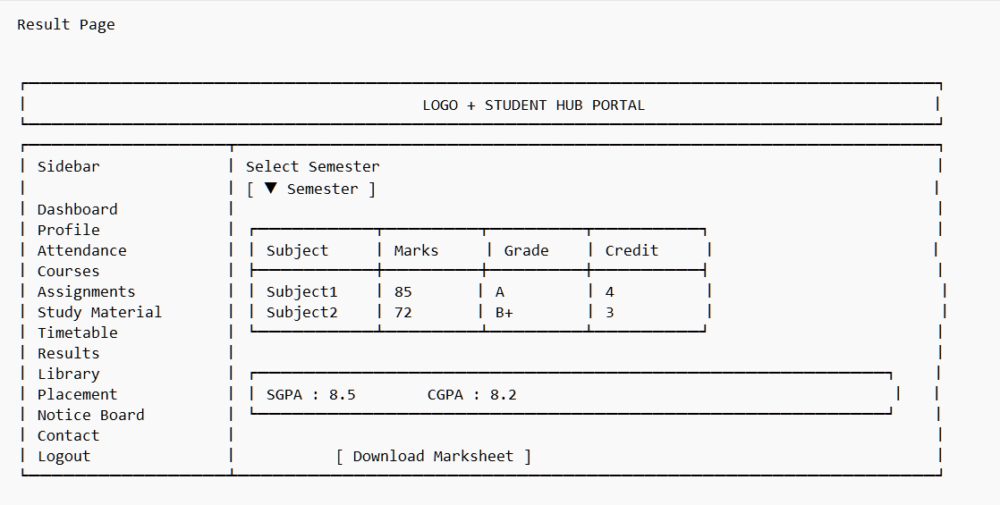 Result Page
LOGO + STUDENT HUB PORTAL
Sidebar
Dashboard
Profile
Attendance
Courses
Assignments
Study Material
Timetable
Results
Library
Placement
Notice Board
Contact
Logout
Select Semester
[ ▼ Semester ]
Subject Marks Grade Credit
Subject1 85 A 4
Subject2 72 B+ 3
SGPA : 8.5 CGPA : 8.2
[ Download Marksheet ]